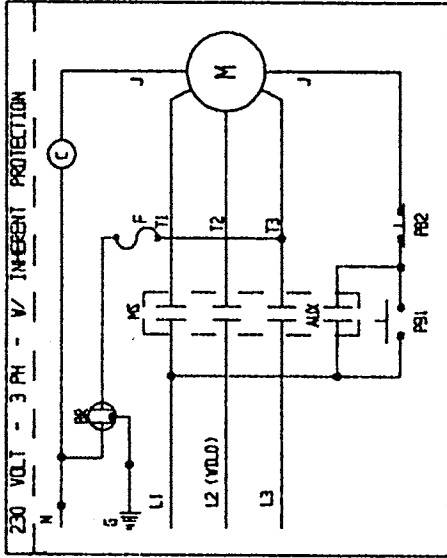 230 VOLT - 3 PH - W/ INHERENT PROTECTION
N
C
J
M
BR
F
G
MS
T1
L1
T2
L2 (WILD)
T3
L3
J
AUX
PB1
PB2